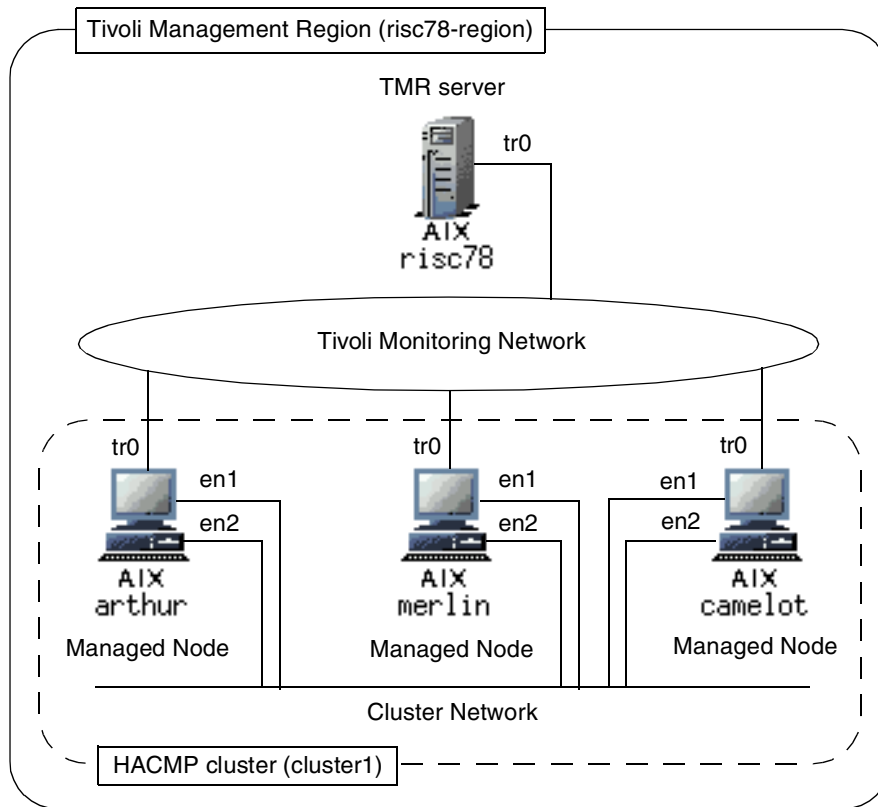 Tivoli Management Region (risc78-region)
TMR server
tr0
AIX
risc78
Tivoli Monitoring Network
tr0
tr0
tr0
en1
en1
en1
en2
en2
en2
AIX
AIX
AIX
arthur
merlin
camelot
Managed Node
Managed Node
Managed Node
Cluster Network
HACMP cluster (cluster1)